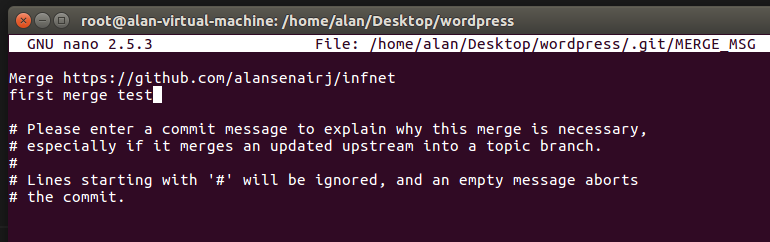 root@alan-virtual-machine: /home/alan/Desktop/wordpress
GNU nano 2.5.3 File: /home/alan/Desktop/wordpress/.git/MERGE_MSG
Merge https://github.com/alansenairj/infnet
first merge test
# Please enter a commit message to explain why this merge is necessary,
# especially if it merges an updated upstream into a topic branch.
#
# Lines starting with '#' will be ignored, and an empty message aborts
# the commit.